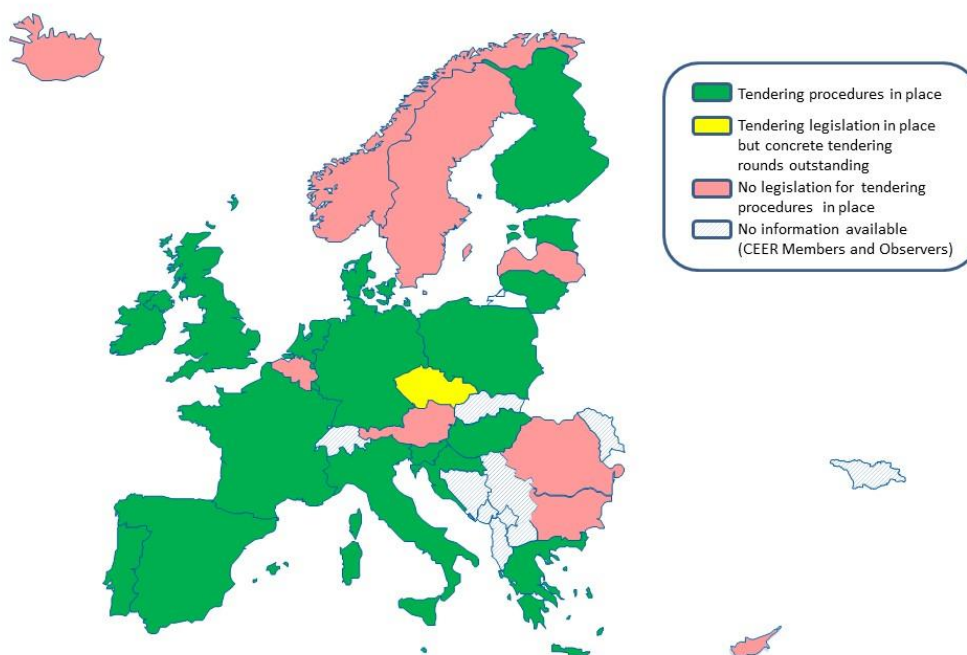 Tendering procedures in place
Tendering legislation in place
but concrete tendering
rounds outstanding
No legislation for tendering
procedures in place
No information available
(CEER Members and Observers)